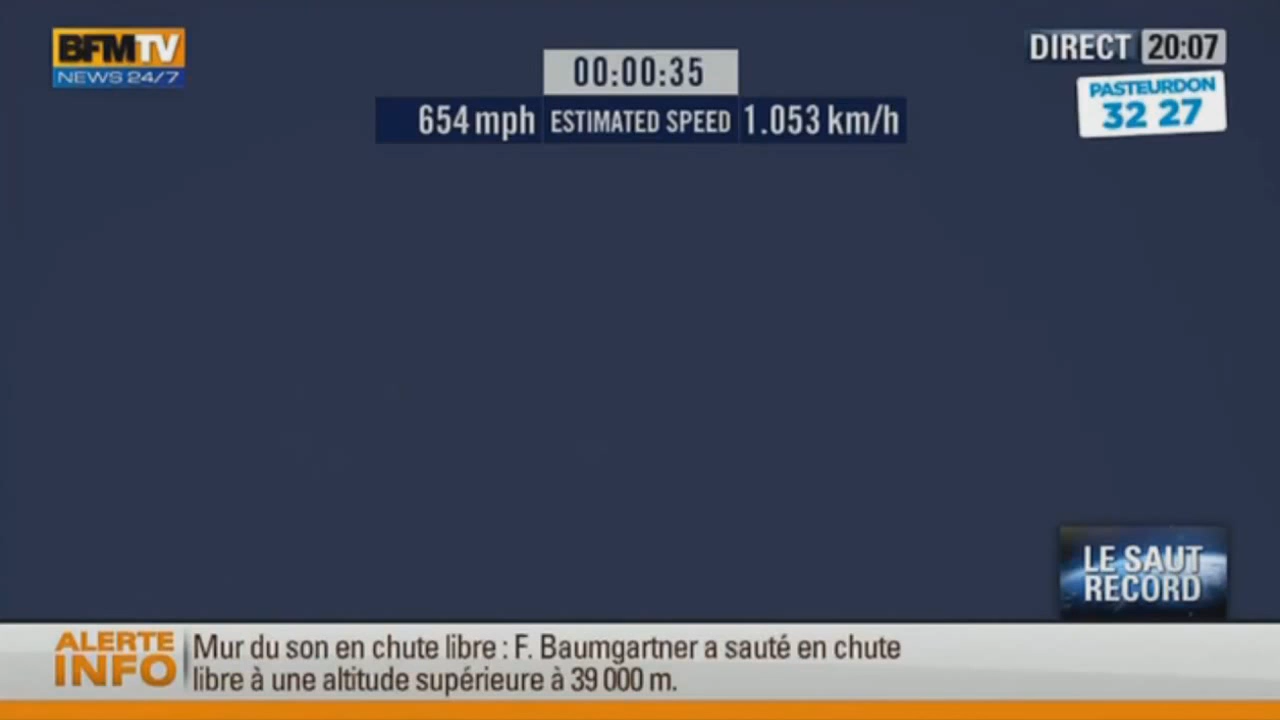 BFMTV
NEWS 24/7
00:00:35
654 mph ESTIMATED SPEED 1.053 km/h
DIRECT 20:07
PASTEURDON
32 27
LE SAUT
RECORD
ALERTE
INFO
Mur du son en chute libre : F. Baumgartner a sauté en chute
libre à une altitude supérieure à 39 000 m.